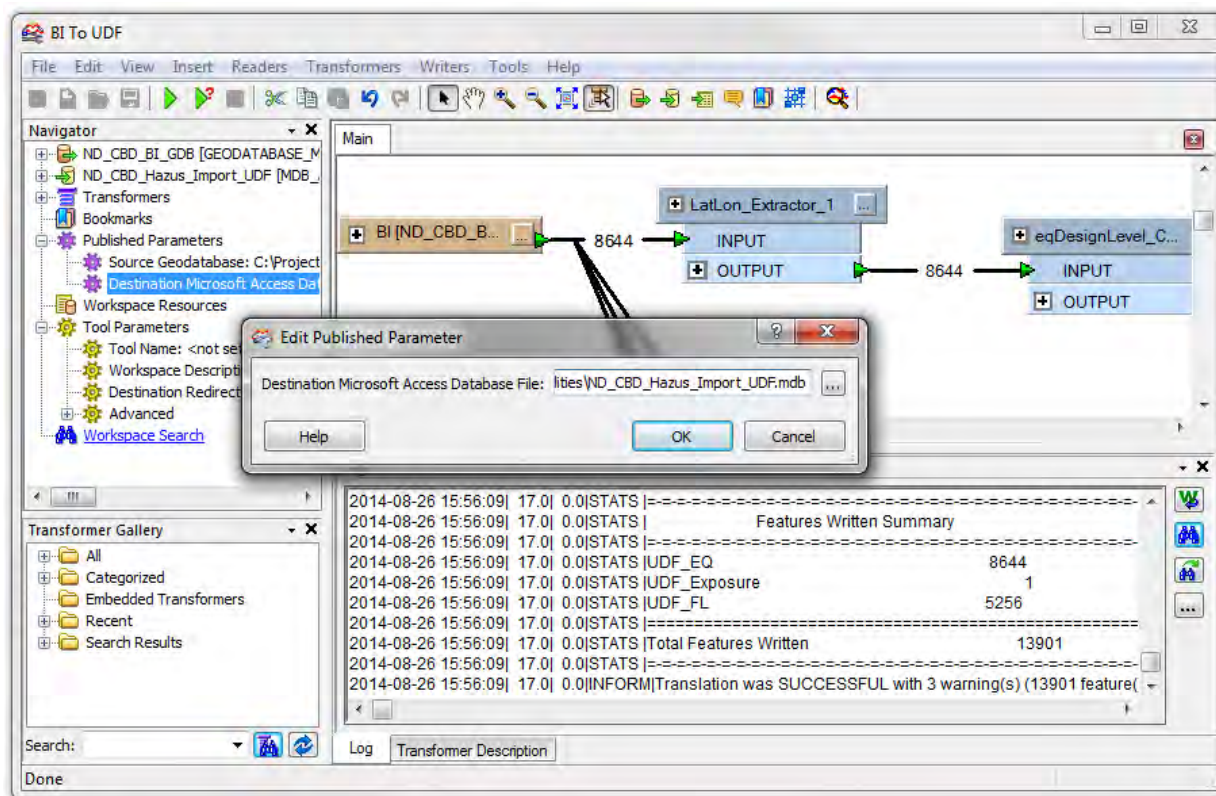 BI To UDF
File Edit View Insert Readers Transformers Writers Tools Help
Navigator
ND_CBD_BI_GDB [GEODATABASE_M
ND_CBD_Hazus_Import_UDF [MDB_
Transformers
Bookmarks
Published Parameters
Source Geodatabase: C:\Project
Destination Microsoft Access Dat
Workspace Resources
Tool Parameters
Tool Name: <not se
Workspace Descripti
Destination Redirect
Advanced
Workspace Search
Transformer Gallery
All
Categorized
Embedded Transformers
Recent
Search Results
Search:
Done
Main
BI [ND_CBD_B...
...
8644
LatLon_Extractor_1
...
INPUT
OUTPUT
8644
eqDesignLevel_C...
INPUT
OUTPUT
Edit Published Parameter
Destination Microsoft Access Database File: lities\ND_CBD_Hazus_Import_UDF.mdb
...
Help
OK
Cancel
2014-08-26 15:56:09| 17.0| 0.0|STATS |=-=-=-=-=-=-=-=-=-=-=-=-=-=-=-=-=-=-=-=-=-=-=-=-=-=-=-=-
2014-08-26 15:56:09| 17.0| 0.0|STATS | Features Written Summary
2014-08-26 15:56:09| 17.0| 0.0|STATS |=-=-=-=-=-=-=-=-=-=-=-=-=-=-=-=-=-=-=-=-=-=-=-=-=-=-=-=-
2014-08-26 15:56:09| 17.0| 0.0|STATS |UDF_EQ 8644
2014-08-26 15:56:09| 17.0| 0.0|STATS |UDF_Exposure 1
2014-08-26 15:56:09| 17.0| 0.0|STATS |UDF_FL 5256
2014-08-26 15:56:09| 17.0| 0.0|STATS |====================================================
2014-08-26 15:56:09| 17.0| 0.0|STATS |Total Features Written 13901
2014-08-26 15:56:09| 17.0| 0.0|STATS |=-=-=-=-=-=-=-=-=-=-=-=-=-=-=-=-=-=-=-=-=-=-=-=-=-=-=-=-
2014-08-26 15:56:09| 17.0| 0.0|INFORM|Translation was SUCCESSFUL with 3 warning(s) (13901 feature(
...
Log
Transformer Description